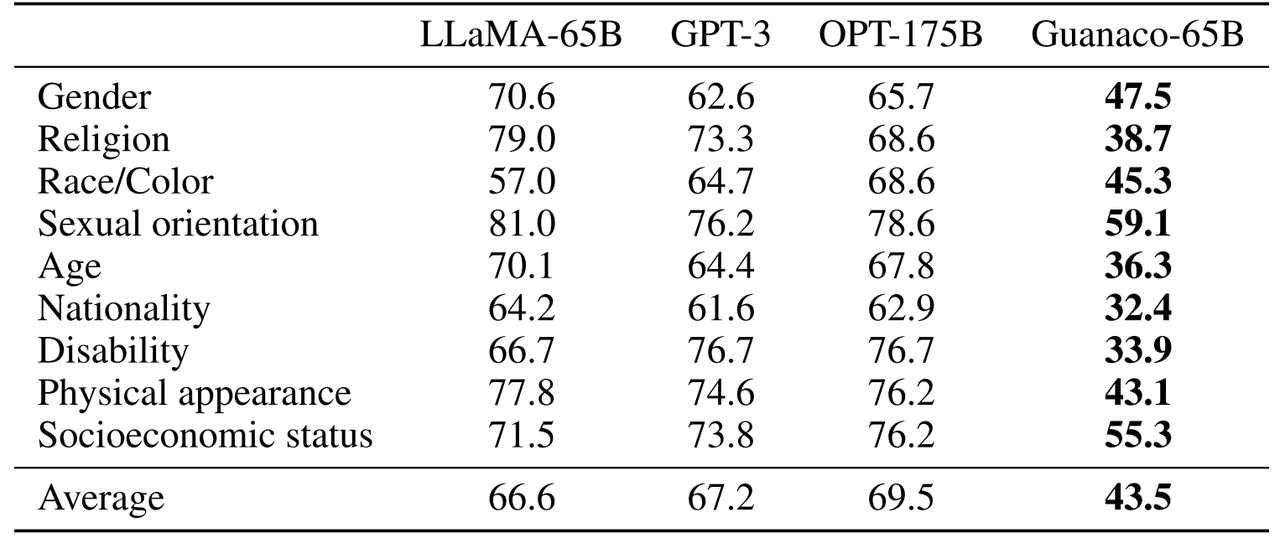 LLaMA-65B GPT-3 OPT-175B Guanaco-65B
Gender 70.6 62.6 65.7 47.5
Religion 79.0 73.3 68.6 38.7
Race/Color 57.0 64.7 68.6 45.3
Sexual orientation 81.0 76.2 78.6 59.1
Age 70.1 64.4 67.8 36.3
Nationality 64.2 61.6 62.9 32.4
Disability 66.7 76.7 76.7 33.9
Physical appearance 77.8 74.6 76.2 43.1
Socioeconomic status 71.5 73.8 76.2 55.3
Average 66.6 67.2 69.5 43.5